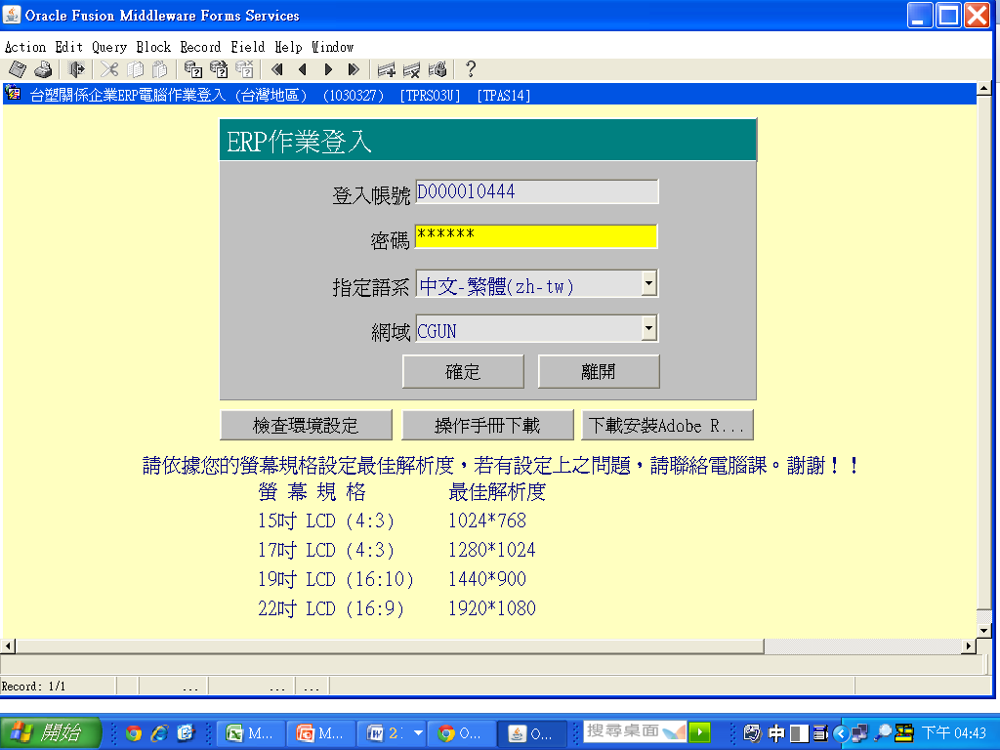 Oracle Fusion Middleware Forms Services
Action Edit Query Block Record Field Help Window
台塑關係企業ERP電腦作業登入 (台灣地區) (1030327) [TPRS03U] [TPAS14]
ERP作業登入
登入帳號 D000010444
密碼 ******
指定語系 中文-繁體(zh-tw)
網域 CGUN
確定 離開
檢查環境設定 操作手冊下載 下載安裝Adobe R...
請依據您的螢幕規格設定最佳解析度，若有設定上之問題，請聯絡電腦課。謝謝！！
螢 幕 規 格 最佳解析度
15吋 LCD (4:3) 1024*768
17吋 LCD (4:3) 1280*1024
19吋 LCD (16:10) 1440*900
22吋 LCD (16:9) 1920*1080
Record: 1/1 ... ... ...
開始 M... M... 2 O... O... 搜尋桌面 中 下午 04:43